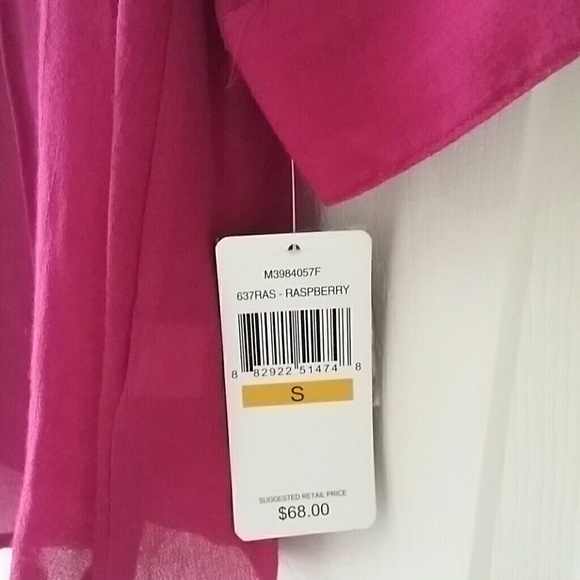 M3984057F
637RAS - RASPBERRY
8 82922 51474 8
S
SUGGESTED RETAIL PRICE
$68.00